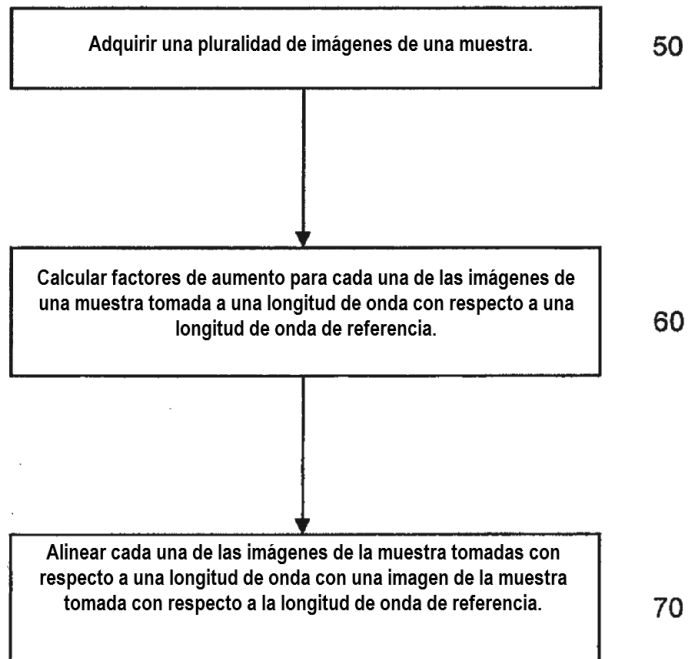 Adquirir una pluralidad de imágenes de una muestra.
50
Calcular factores de aumento para cada una de las imágenes de
una muestra tomada a una longitud de onda con respecto a una
longitud de onda de referencia.
60
Alinear cada una de las imágenes de la muestra tomadas con
respecto a una longitud de onda con una imagen de la muestra
tomada con respecto a la longitud de onda de referencia.
70